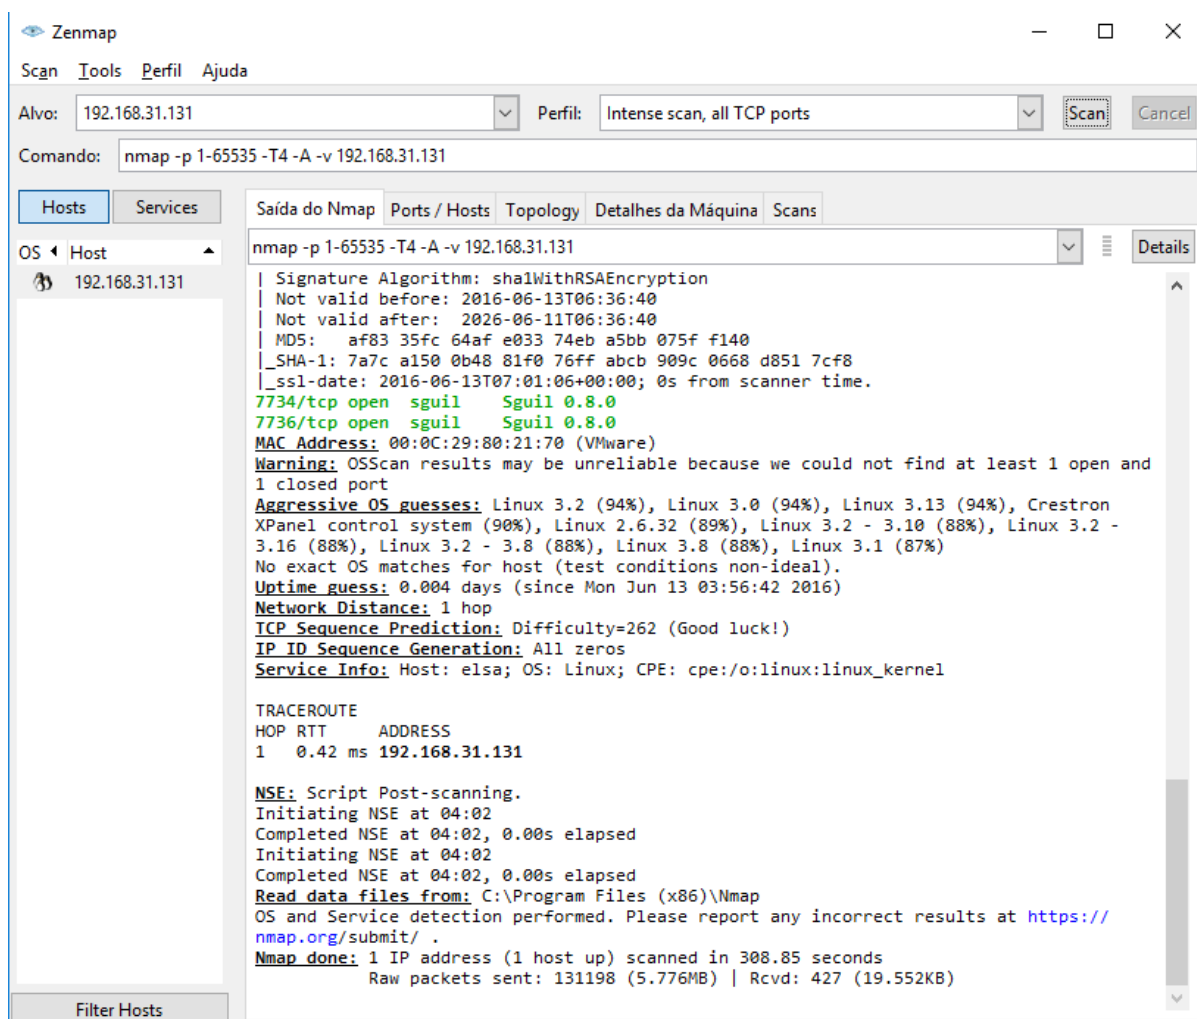 Zenmap
Scan Tools Perfil Ajuda
Alvo: 192.168.31.131 Perfil: Intense scan, all TCP ports Scan Cancel
Comando: nmap -p 1-65535 -T4 -A -v 192.168.31.131
Hosts Services
Saída do Nmap Ports / Hosts Topology Detalhes da Máquina Scans
OS Host
192.168.31.131
nmap -p 1-65535 -T4 -A -v 192.168.31.131 Details
| Signature Algorithm: sha1WithRSAEncryption
| Not valid before: 2016-06-13T06:36:40
| Not valid after:  2026-06-11T06:36:40
| MD5:   af83 35fc 64af e033 74eb a5bb 075f f140
|_SHA-1: 7a7c a150 0b48 81f0 76ff abcb 909c 0668 d851 7cf8
|_ssl-date: 2016-06-13T07:01:06+00:00; 0s from scanner time.
7734/tcp open  sguil    Sguil 0.8.0
7736/tcp open  sguil    Sguil 0.8.0
MAC Address: 00:0C:29:80:21:70 (VMware)
Warning: OSScan results may be unreliable because we could not find at least 1 open and
1 closed port
Aggressive OS guesses: Linux 3.2 (94%), Linux 3.0 (94%), Linux 3.13 (94%), Crestron
XPanel control system (90%), Linux 2.6.32 (89%), Linux 3.2 - 3.10 (88%), Linux 3.2 -
3.16 (88%), Linux 3.2 - 3.8 (88%), Linux 3.8 (88%), Linux 3.1 (87%)
No exact OS matches for host (test conditions non-ideal).
Uptime guess: 0.004 days (since Mon Jun 13 03:56:42 2016)
Network Distance: 1 hop
TCP Sequence Prediction: Difficulty=262 (Good luck!)
IP ID Sequence Generation: All zeros
Service Info: Host: elsa; OS: Linux; CPE: cpe:/o:linux:linux_kernel
TRACEROUTE
HOP RTT     ADDRESS
1   0.42 ms 192.168.31.131
NSE: Script Post-scanning.
Initiating NSE at 04:02
Completed NSE at 04:02, 0.00s elapsed
Initiating NSE at 04:02
Completed NSE at 04:02, 0.00s elapsed
Read data files from: C:\Program Files (x86)\Nmap
OS and Service detection performed. Please report any incorrect results at https://
nmap.org/submit/ .
Nmap done: 1 IP address (1 host up) scanned in 308.85 seconds
Raw packets sent: 131198 (5.776MB) | Rcvd: 427 (19.552KB)
Filter Hosts